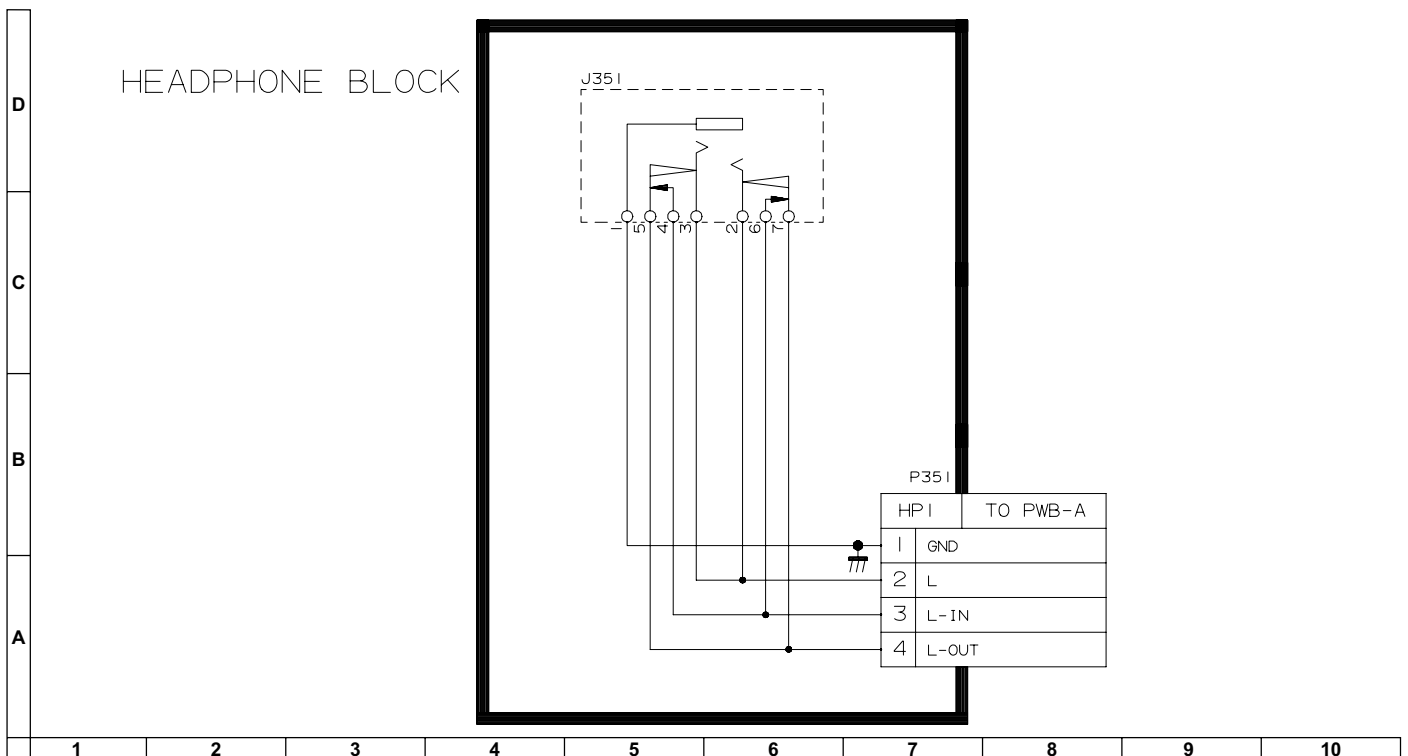 HEADPHONE BLOCK
J351
D
1 5 4 3 2 6 7
C
B
P351
HP1 TO PWB-A
1 GND
2 L
3 L-IN
A
4 L-OUT
1 2 3 4 5 6 7 8 9 10